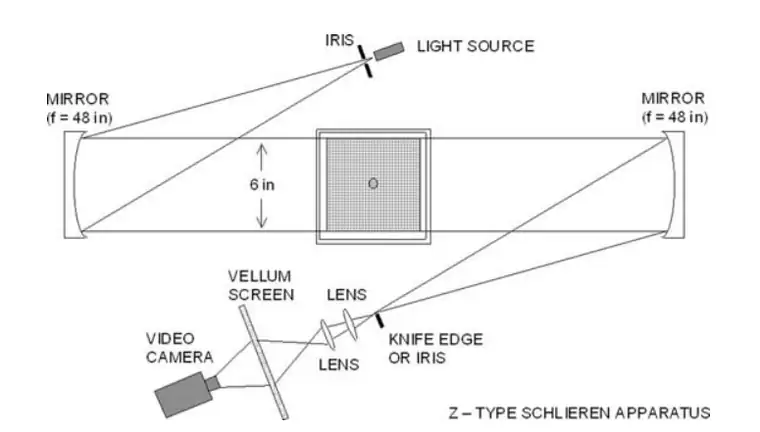 IRIS
LIGHT SOURCE
MIRROR
(f = 48 in)
MIRROR
(f = 48 in)
6 in
VELLUM
SCREEN
LENS
VIDEO
CAMERA
LENS
KNIFE EDGE
OR IRIS
Z – TYPE SCHLIEREN APPARATUS